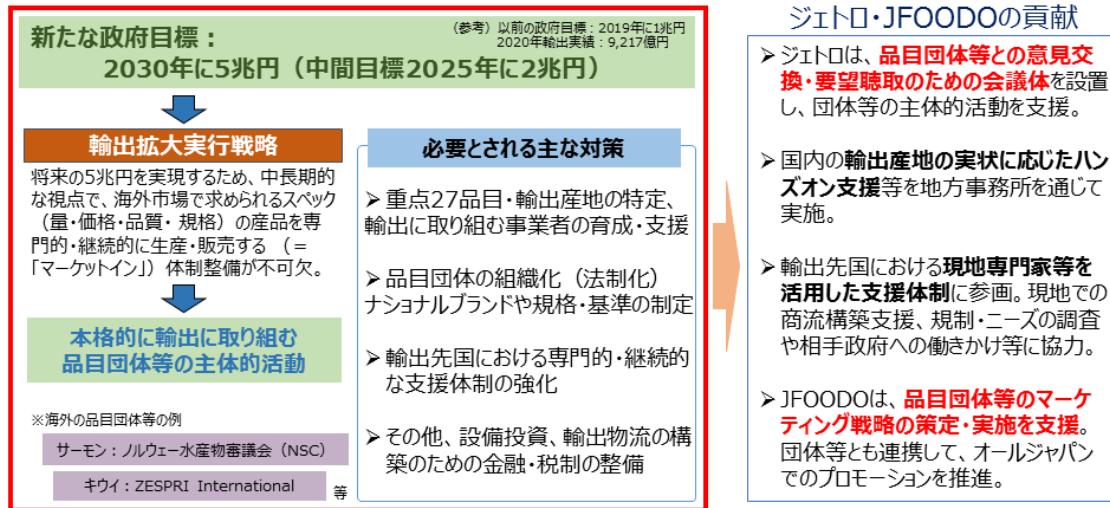 新たな政府目標：
（参考）以前の政府目標：2019年に1兆円
2020年輸出実績：9,217億円
2030年に5兆円（中間目標2025年に2兆円）
輸出拡大実行戦略
将来の5兆円を実現するため、中長期的
な視点で、海外市場で求められるスペック
（量・価格・品質・ 規格）の産品を専
門的・継続的に生産・販売する （＝
「マーケットイン」）体制整備が不可欠。
本格的に輸出に取り組む
品目団体等の主体的活動
※海外の品目団体等の例
サーモン：ノルウェー水産物審議会（NSC）
キウイ：ZESPRI International
等
必要とされる主な対策
➢重点27品目・輸出産地の特定、
輸出に取り組む事業者の育成・支援
➢品目団体の組織化（法制化）
ナショナルブランドや規格・基準の制定
➢輸出先国における専門的・継続的
な支援体制の強化
➢その他、設備投資、輸出物流の構
築のための金融・税制の整備
ジェトロ・JFOODOの貢献
➢ジェトロは、品目団体等との意見交
換・要望聴取のための会議体を設置
し、団体等の主体的活動を支援。
➢国内の輸出産地の実状に応じたハン
ズオン支援等を地方事務所を通じて
実施。
➢輸出先国における現地専門家等を
活用した支援体制に参画。現地での
商流構築支援、規制・ニーズの調査
や相手政府への働きかけ等に協力。
➢JFOODOは、品目団体等のマーケ
ティング戦略の策定・実施を支援。
団体等とも連携して、オールジャパン
でのプロモーションを推進。